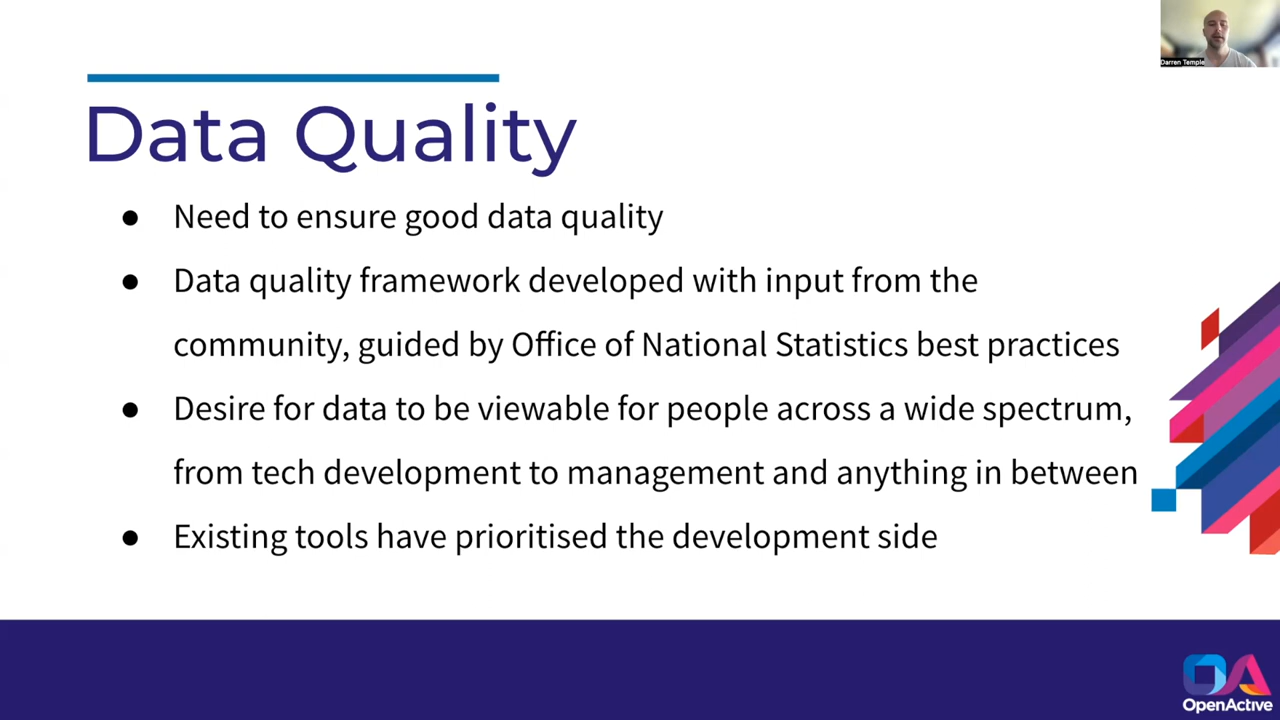 Darren Temple
Data Quality
● Need to ensure good data quality
● Data quality framework developed with input from the
community, guided by Office of National Statistics best practices
● Desire for data to be viewable for people across a wide spectrum,
from tech development to management and anything in between
● Existing tools have prioritised the development side
OA
OpenActive